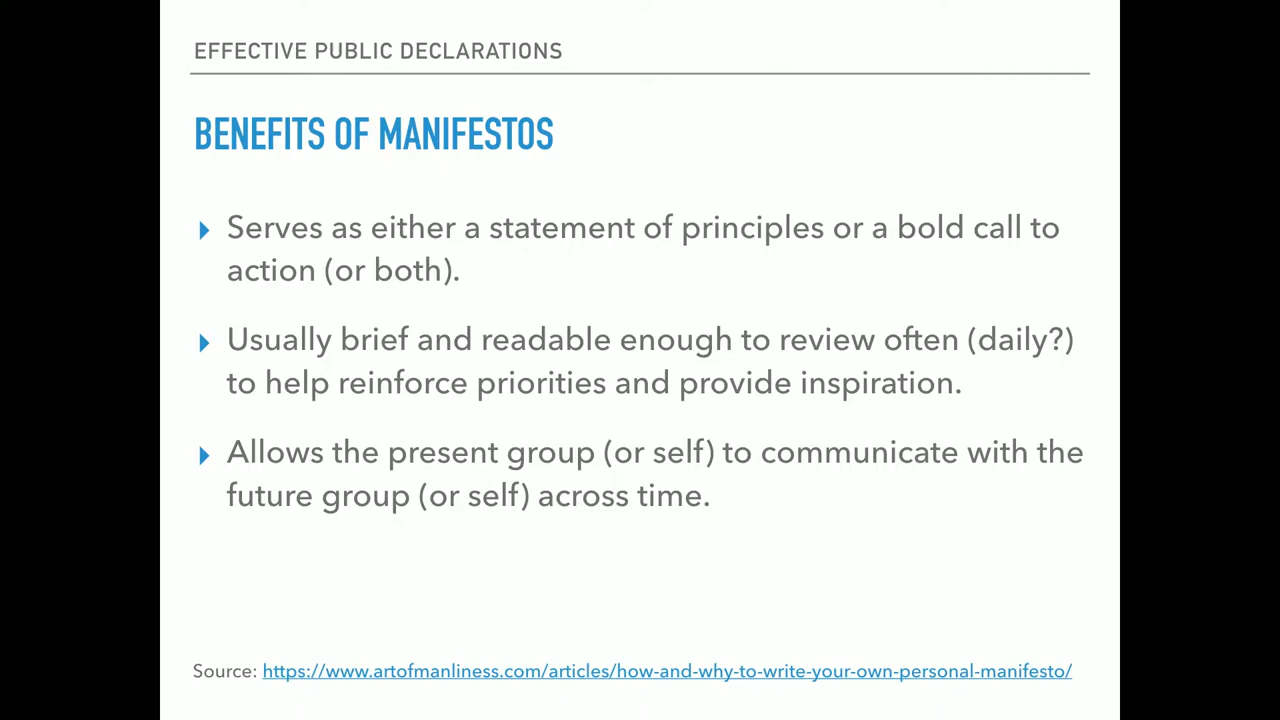 EFFECTIVE PUBLIC DECLARATIONS
BENEFITS OF MANIFESTOS
▸ Serves as either a statement of principles or a bold call to
action (or both).
▸ Usually brief and readable enough to review often (daily?)
to help reinforce priorities and provide inspiration.
▸ Allows the present group (or self) to communicate with the
future group (or self) across time.
Source: https://www.artofmanliness.com/articles/how-and-why-to-write-your-own-personal-manifesto/